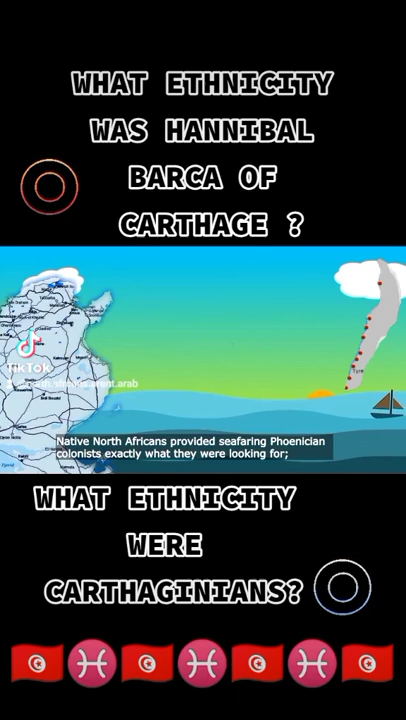 WHAT ETHNICITY
WAS HANNIBAL
BARCA OF
CARTHAGE ?
Tyre
TikTok
Native North Africans provided seafaring Phoenician
colonists exactly what they were looking for;
WHAT ETHNICITY
WERE
CARTHAGINIANS?